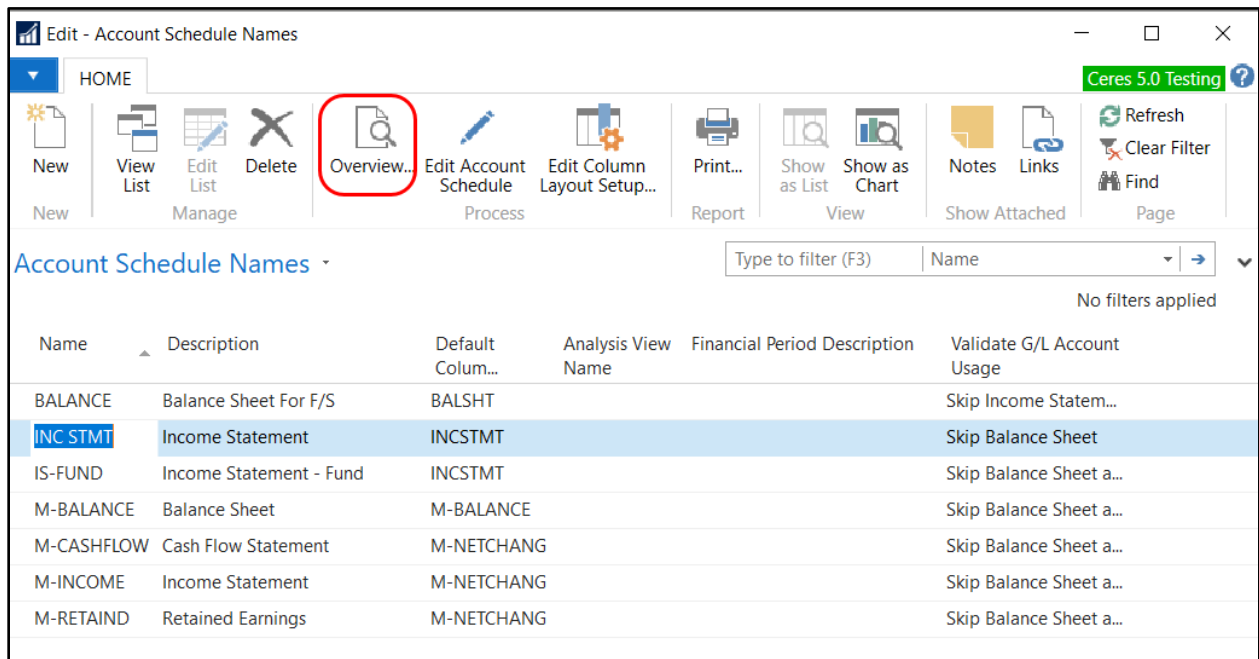 Edit - Account Schedule Names
HOME
Ceres 5.0 Testing ?
New
View List
Edit List
Delete
Overview...
Edit Account Schedule
Edit Column Layout Setup...
Print...
Show as List
Show as Chart
Notes
Links
Refresh
Clear Filter
Find
New Manage Process Report View Show Attached Page
Account Schedule Names
Type to filter (F3) Name
No filters applied
Name Description Default Colum... Analysis View Name Financial Period Description Validate G/L Account Usage
BALANCE Balance Sheet For F/S BALSHT Skip Income Statem...
INC STMT Income Statement INCSTMT Skip Balance Sheet
IS-FUND Income Statement - Fund INCSTMT Skip Balance Sheet a...
M-BALANCE Balance Sheet M-BALANCE Skip Balance Sheet a...
M-CASHFLOW Cash Flow Statement M-NETCHANG Skip Balance Sheet a...
M-INCOME Income Statement M-NETCHANG Skip Balance Sheet a...
M-RETAIND Retained Earnings M-NETCHANG Skip Balance Sheet a...